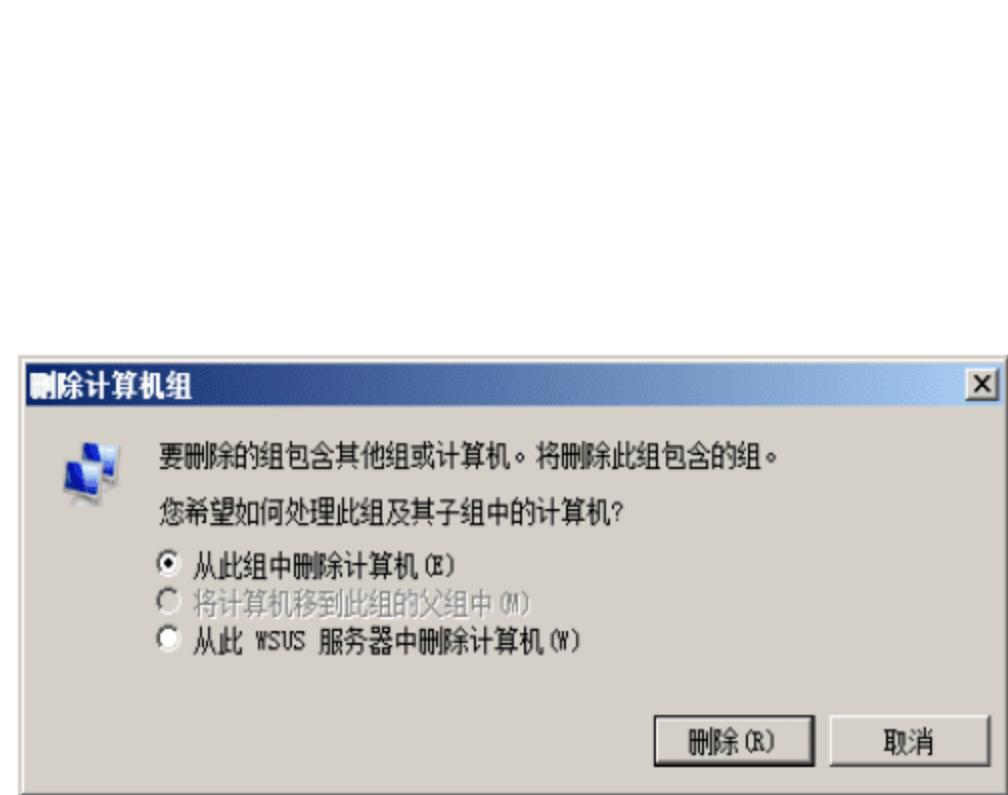 删除计算机组
要删除的组包含其他组或计算机。将删除此组包含的组。
您希望如何处理此组及其子组中的计算机?
从此组中删除计算机(E)
将计算机移到此组的父组中(M)
从此 WSUS 服务器中删除计算机(W)
删除(R) 取消